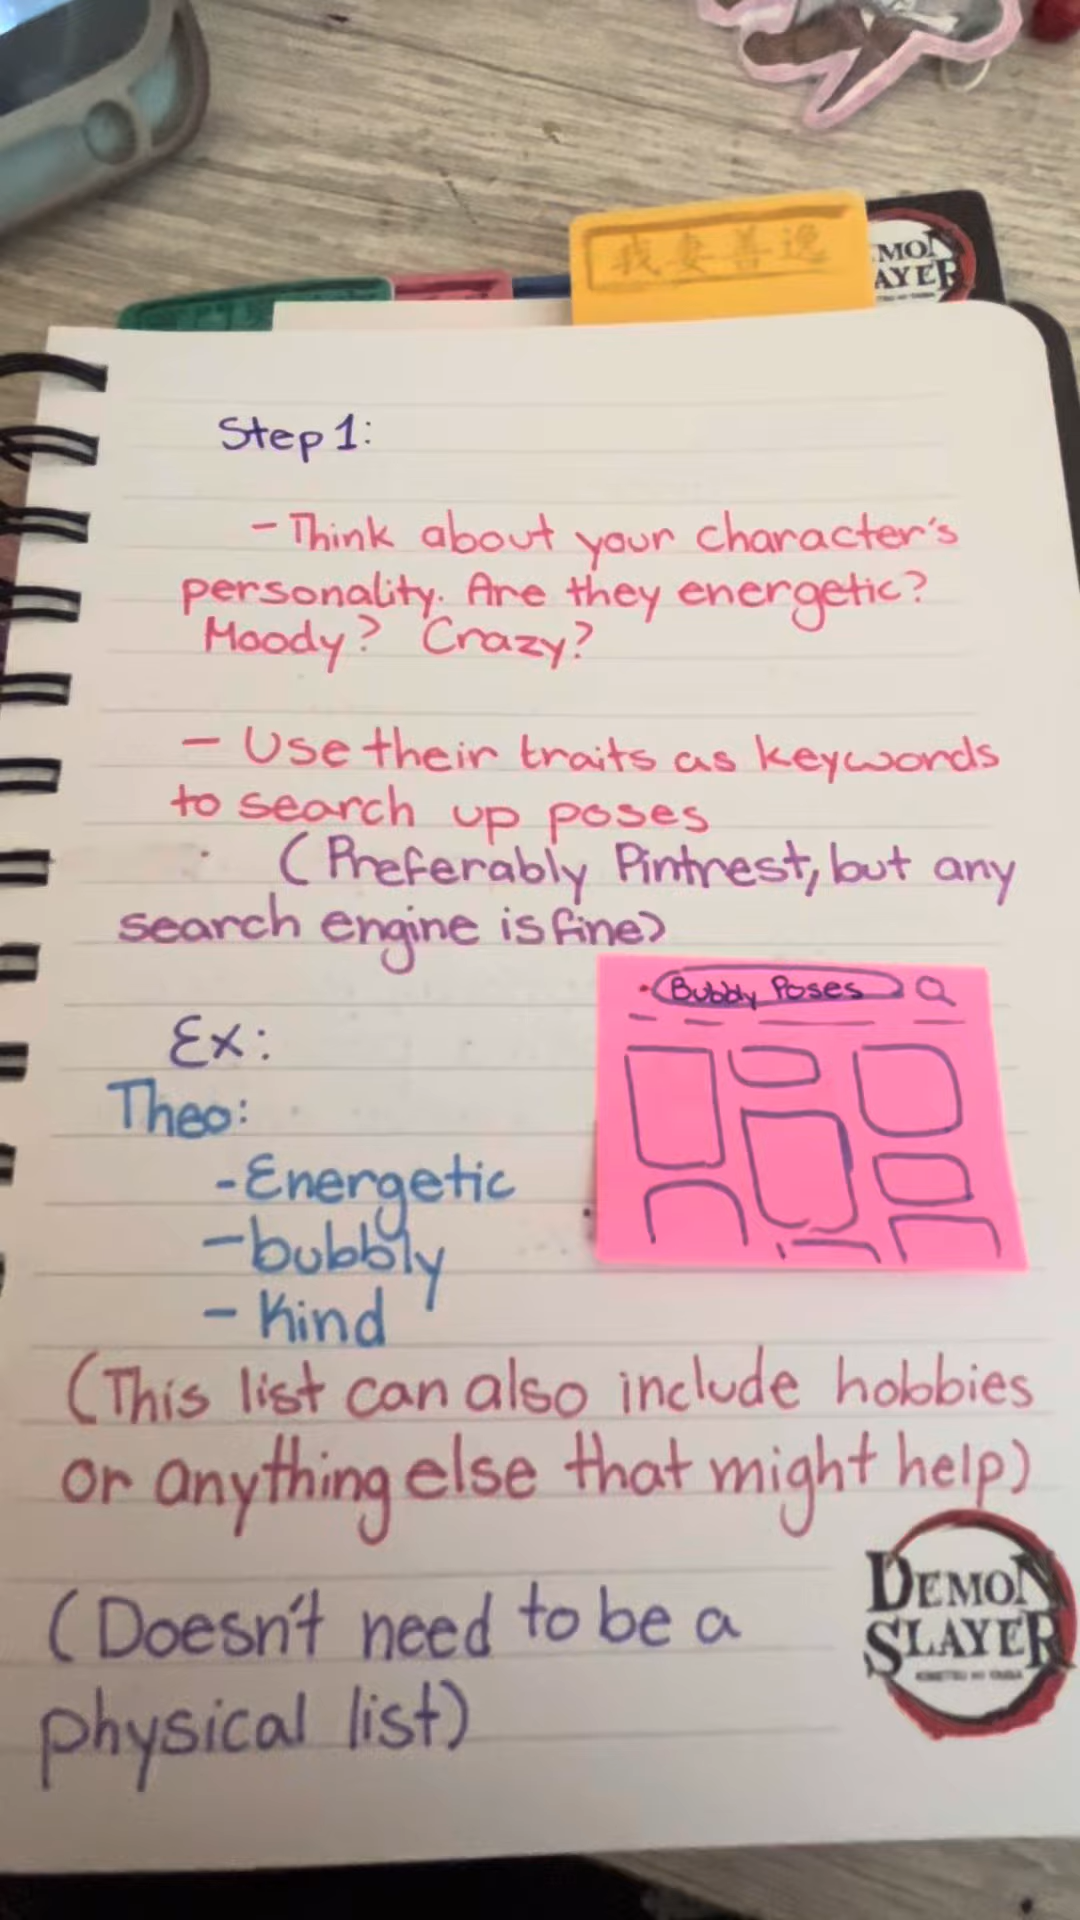 我妻善逸
MON
AYER
Step 1:
- Think about your character's
personality. Are they energetic?
Moody? Crazy?
- Use their traits as keywords
to search up poses
(Preferably Pintrest, but any
search engine is fine)
Bubbly Poses
Ex:
Theo:
- Energetic
- bubbly
- Kind
(This list can also include hobbies
or anything else that might help)
(Doesn't need to be a
physical list)
DEMON
SLAYER